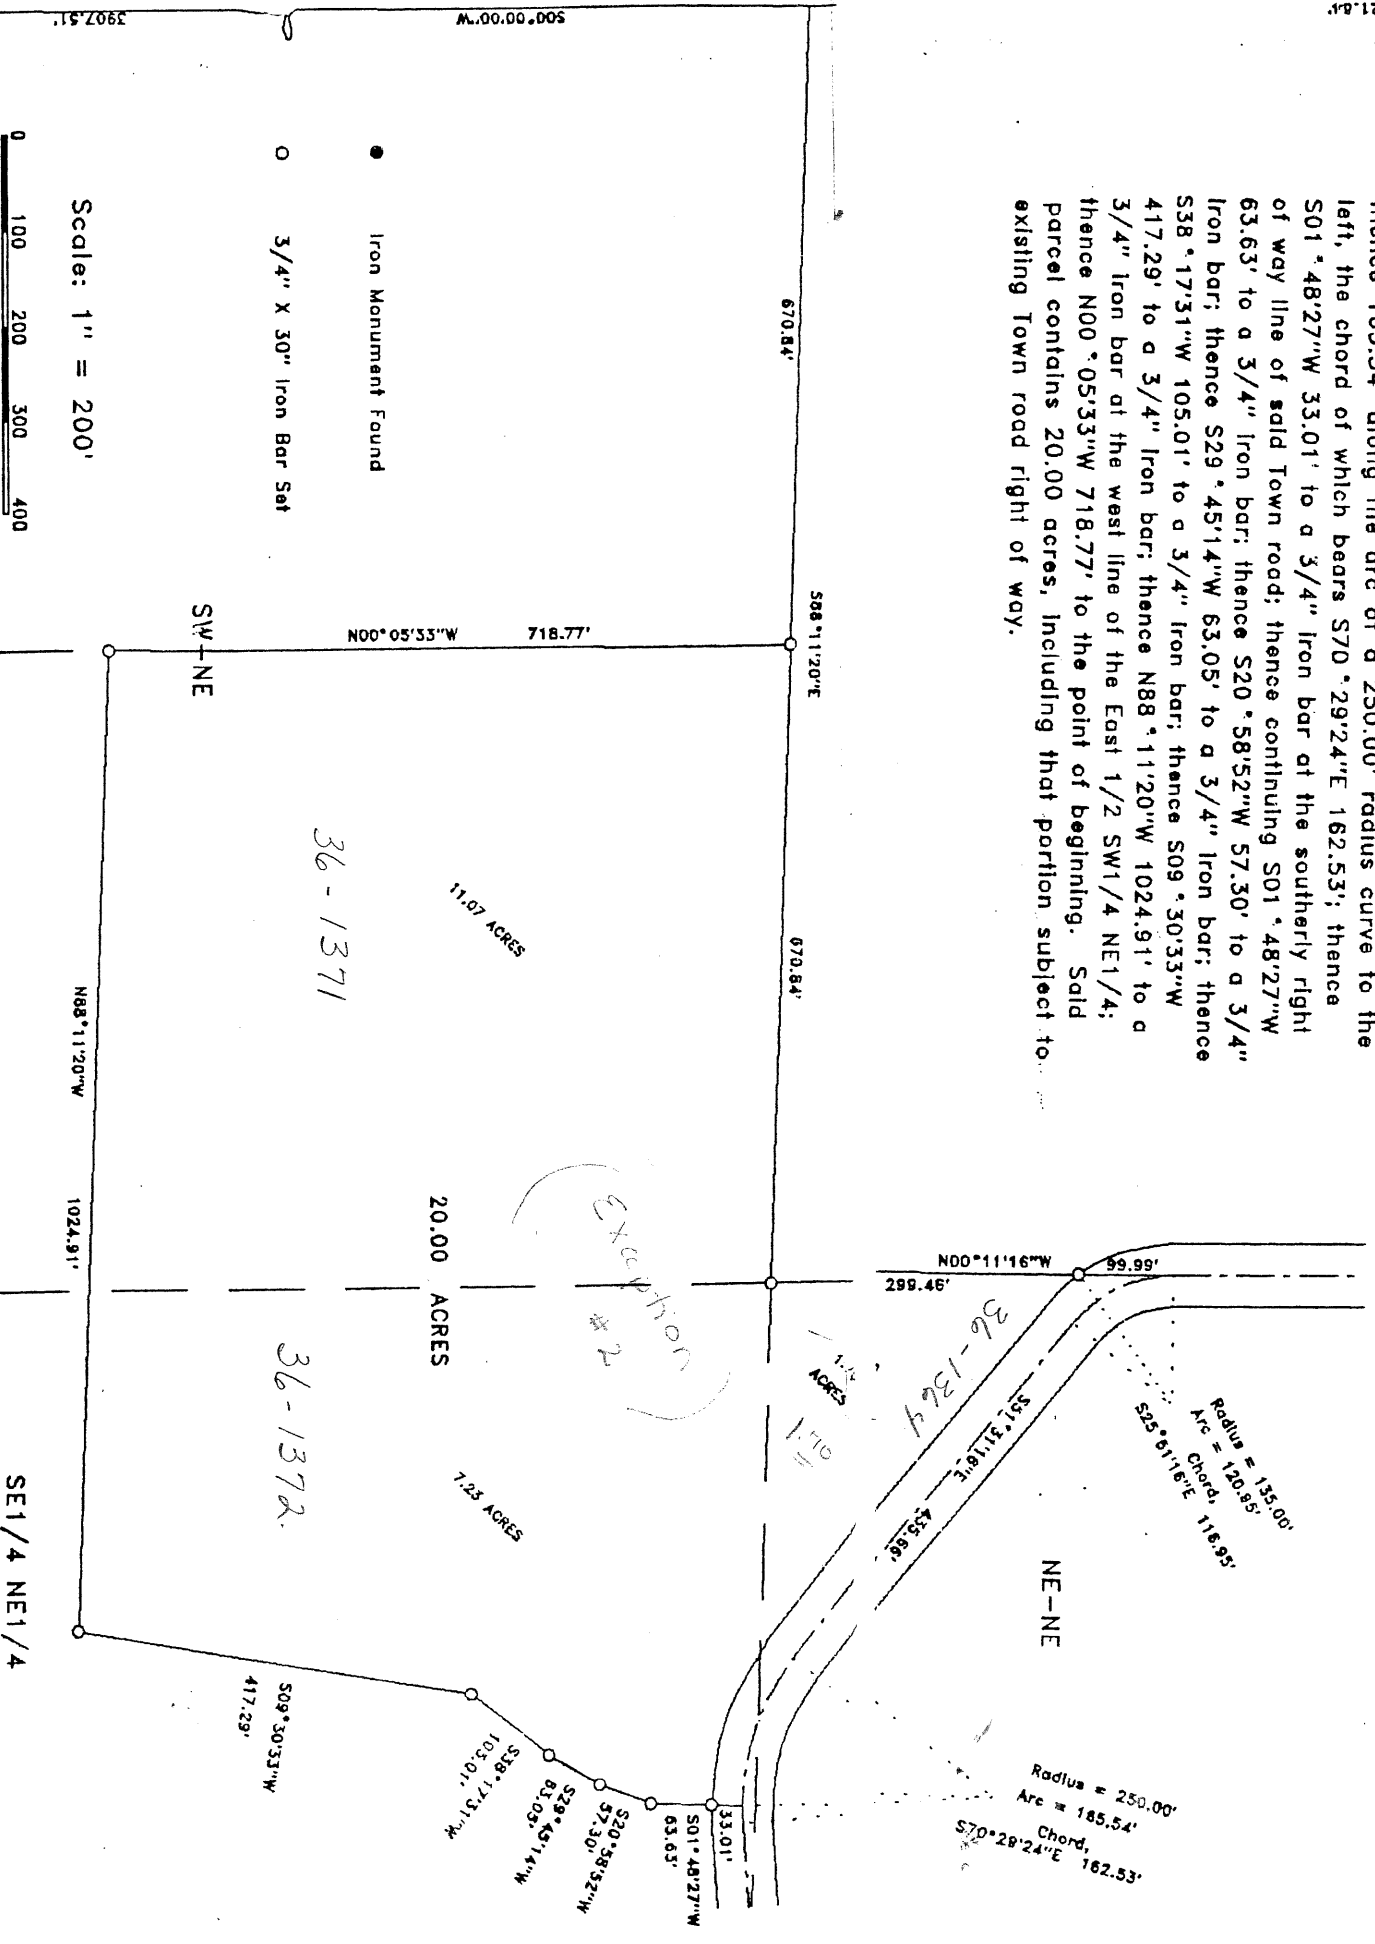 left, the chord of which bears S70°29'24"E 162.53'; thence
S01°48'27"W 33.01' to a 3/4" iron bar at the southerly right
of way line of said Town road; thence continuing S01°48'27"W
63.63' to a 3/4" iron bar; thence S20°58'52"W 57.30' to a 3/4"
iron bar; thence S29°45'14"W 63.05' to a 3/4" iron bar; thence
S38°17'31"W 105.01' to a 3/4" iron bar; thence S09°30'33"W
417.29' to a 3/4" iron bar; thence N88°11'20"W 1024.91' to a
3/4" iron bar at the west line of the East 1/2 SW1/4 NE1/4;
thence N00°05'33"W 718.77' to the point of beginning. Said
parcel contains 20.00 acres, including that portion subject to
existing Town road right of way.
S00°00'00"W
3907.51'
670.84'
S88°11'20"E
670.84'
Iron Monument Found
3/4" X 30" Iron Bar Set
Scale: 1" = 200'
0 100 200 300 400
N00°05'33"W 718.77'
SW-NE
36-1371
11.07 ACRES
N88°11'20"W
1024.91'
20.00 ACRES
Exception
#2
36-1372
7.23 ACRES
SE1/4 NE1/4
N00°11'16"W
299.46'
99.99'
36-1364
ACRES
S51°31'16"E
435.66'
NE-NE
Radius = 135.00'
Arc = 120.85'
Chord,
S25°51'16"E 116.95'
Radius = 250.00'
Arc = 165.54'
Chord,
S70°29'24"E 162.53'
33.01'
S01°48'27"W
63.63'
S20°58'52"W
57.30'
S29°45'14"W
63.05'
S38°17'31"W
105.01'
S09°30'33"W
417.29'